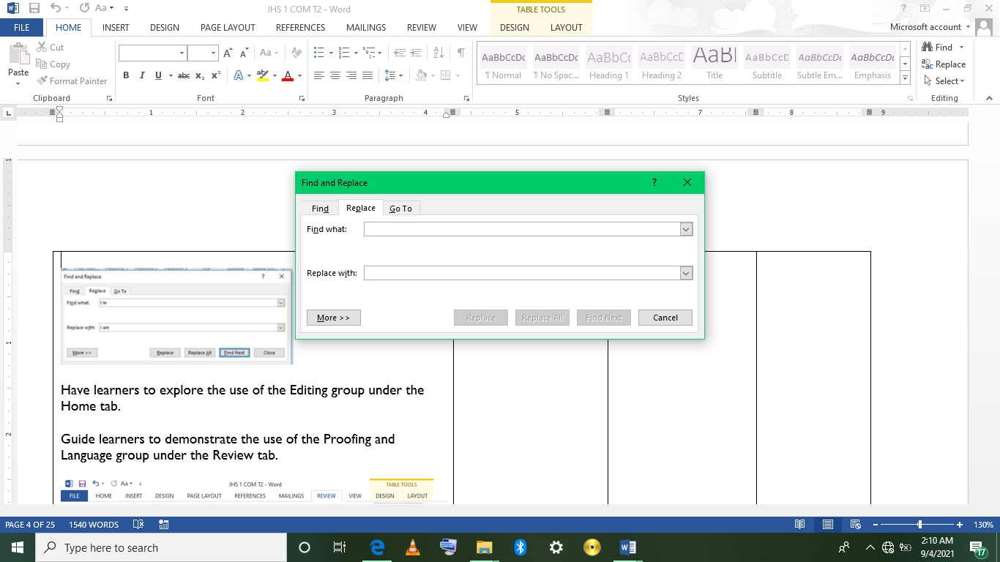 JHS 1 COM T2 - Word
TABLE TOOLS
FILE HOME INSERT DESIGN PAGE LAYOUT REFERENCES MAILINGS REVIEW VIEW DESIGN LAYOUT Microsoft account
Paste
Cut
Copy
Format Painter
Clipboard
Aa
B I U abc x₂ x² A ab A
Font
Paragraph
AaBbCcDc AaBbCcDc AaBbCc AaBbCcD AaB AaBbCcD AaBbCcDc AaBbCcDc
¶ Normal ¶ No Spac... Heading 1 Heading 2 Title Subtitle Subtle Em... Emphasis
Styles
Find
Replace
Select
Editing
1 2 3 4 5 7 8 9
Find and Replace ?
Find Replace Go To
Find what:
Replace with:
More >> Replace Replace All Find Next Cancel
Find and Replace ?
Find Replace Go To
Find what: I'm
Replace with: I am
More >> Replace Replace All Find Next Close
Have learners to explore the use of the Editing group under the
Home tab.
Guide learners to demonstrate the use of the Proofing and
Language group under the Review tab.
JHS 1 COM T2 - Word
TABLE TOOLS
FILE HOME INSERT DESIGN PAGE LAYOUT REFERENCES MAILINGS REVIEW VIEW DESIGN LAYOUT
PAGE 4 OF 25 1540 WORDS 130%
Type here to search
2:10 AM
9/4/2021
17